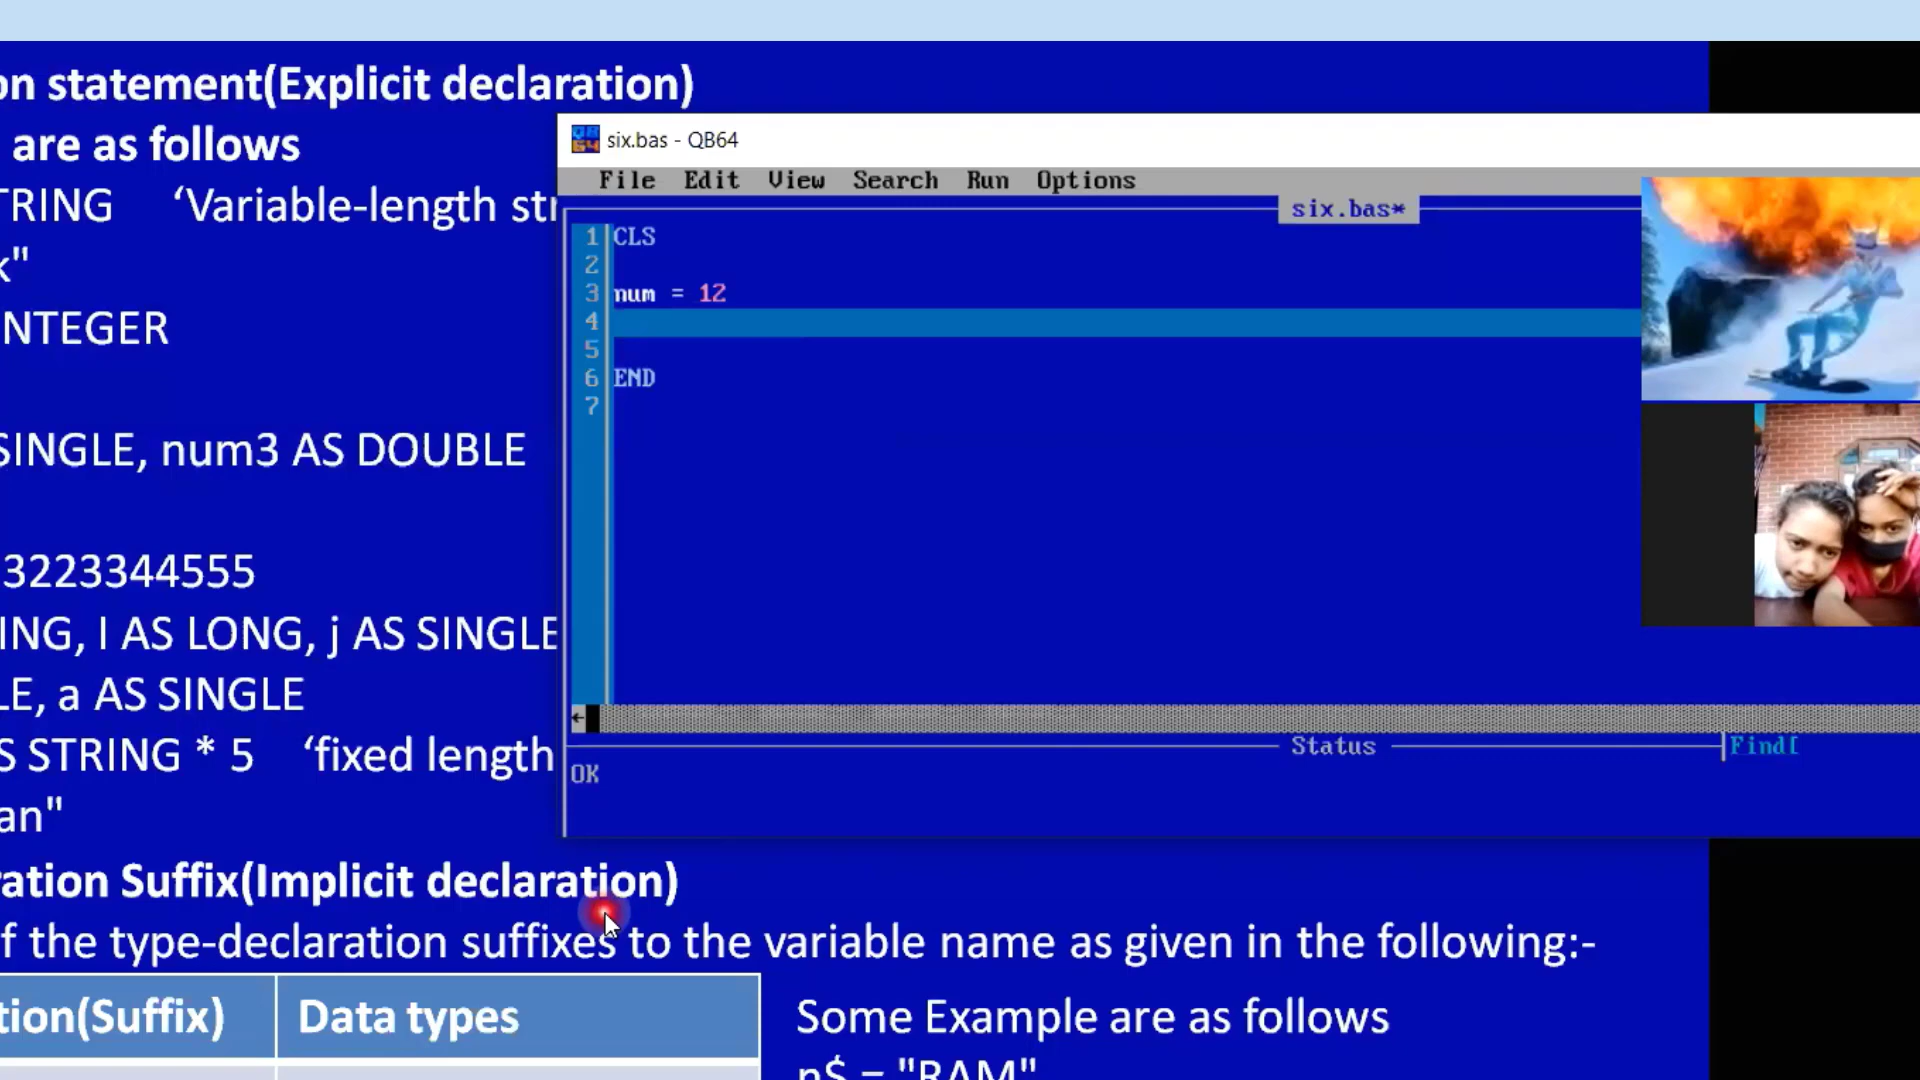 on statement(Explicit declaration)
are as follows
TRING ‘Variable-length str
k"
NTEGER
SINGLE, num3 AS DOUBLE
3223344555
ING, l AS LONG, j AS SINGLE
LE, a AS SINGLE
S STRING * 5 ‘fixed length
an"
ration Suffix(Implicit declaration)
f the type-declaration suffixes to the variable name as given in the following:-
tion(Suffix)
Data types
Some Example are as follows
n$ = "RAM"
six.bas - QB64
File Edit View Search Run Options
six.bas*
1 CLS
2
3 num = 12
4
5
6 END
7
Status
Find[
OK